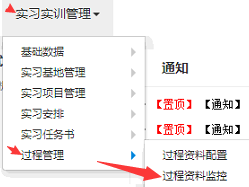 实习实训管理
基础数据
实习基地管理
实习项目管理
实习安排
实习任务书
过程管理
通知
【置顶】【通知】
【置顶】【通知】
过程资料配置
过程资料监控